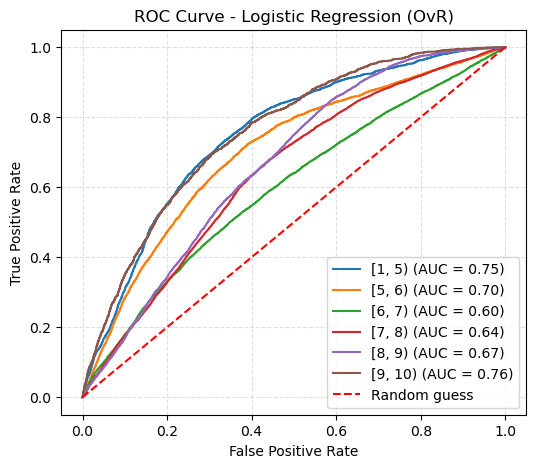 ROC Curve - Logistic Regression (OvR)
True Positive Rate
1.0
0.8
0.6
0.4
0.2
0.0
[1, 5) (AUC = 0.75)
[5, 6) (AUC = 0.70)
[6, 7) (AUC = 0.60)
[7, 8) (AUC = 0.64)
[8, 9) (AUC = 0.67)
[9, 10) (AUC = 0.76)
Random guess
0.0 0.2 0.4 0.6 0.8 1.0
False Positive Rate